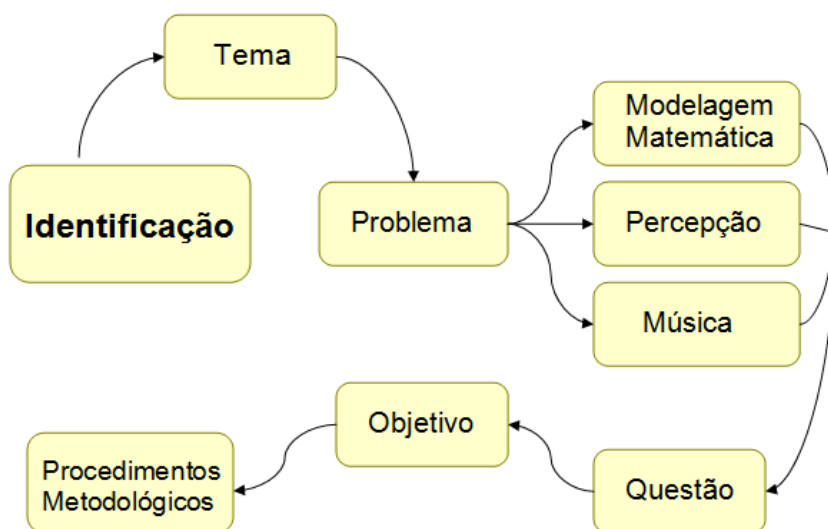 Identificação
Tema
Problema
Modelagem
Matemática
Percepção
Música
Questão
Objetivo
Procedimentos
Metodológicos